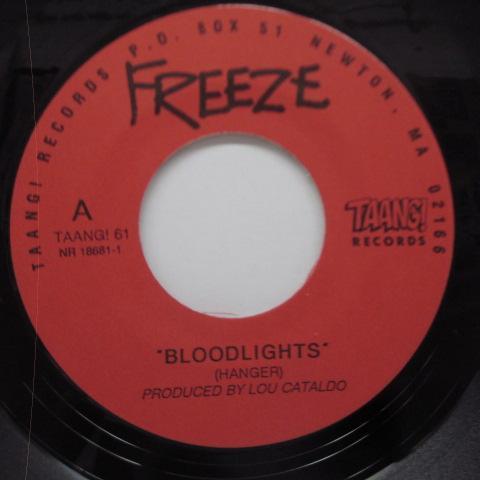 TAANG! RECORDS P.O. BOX 51 NEWTON, MA 02166
FREEZE
A
TAANG! 61
NR 18681-1
TAANG!
RECORDS
"BLOODLIGHTS"
(HANGER)
PRODUCED BY LOU CATALDO